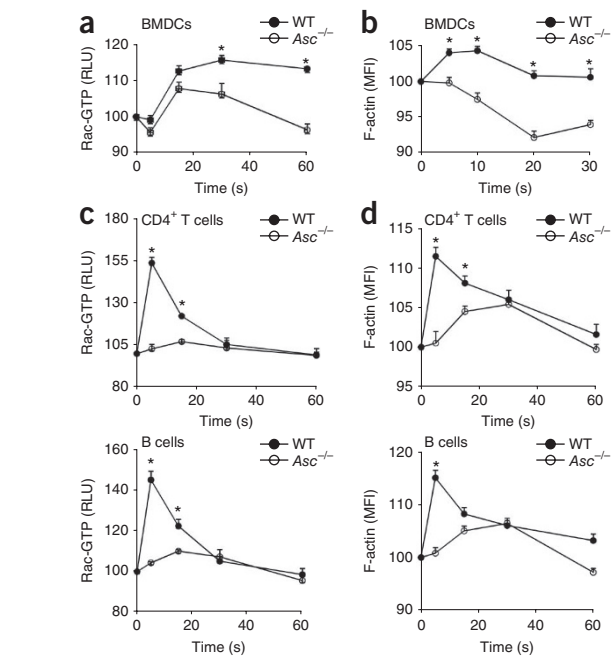 a
BMDCs
WT
Asc–/–
Rac-GTP (RLU)
120
110
100
90
0 20 40 60
Time (s)
*
*
b
BMDCs
WT
Asc–/–
F-actin (MFI)
105
100
95
90
0 10 20 30
Time (s)
*
*
*
*
c
CD4+ T cells
WT
Asc–/–
Rac-GTP (RLU)
180
155
130
105
80
0 20 40 60
Time (s)
*
*
d
CD4+ T cells
WT
Asc–/–
F-actin (MFI)
115
110
105
100
95
0 20 40 60
Time (s)
*
*
B cells
WT
Asc–/–
Rac-GTP (RLU)
160
140
120
100
80
0 20 40 60
Time (s)
*
*
B cells
WT
Asc–/–
F-actin (MFI)
120
110
100
90
0 20 40 60
Time (s)
*